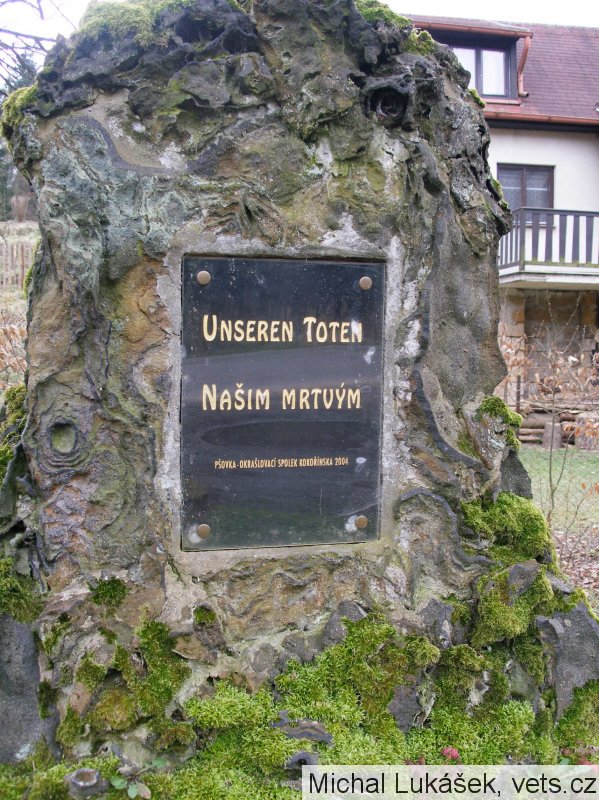 Unseren Toten
Našim mrtvým
PŠOVKA-OKRAŠLOVACÍ SPOLEK KOKOŘÍNSKA 2004
Michal Lukášek, vets.cz